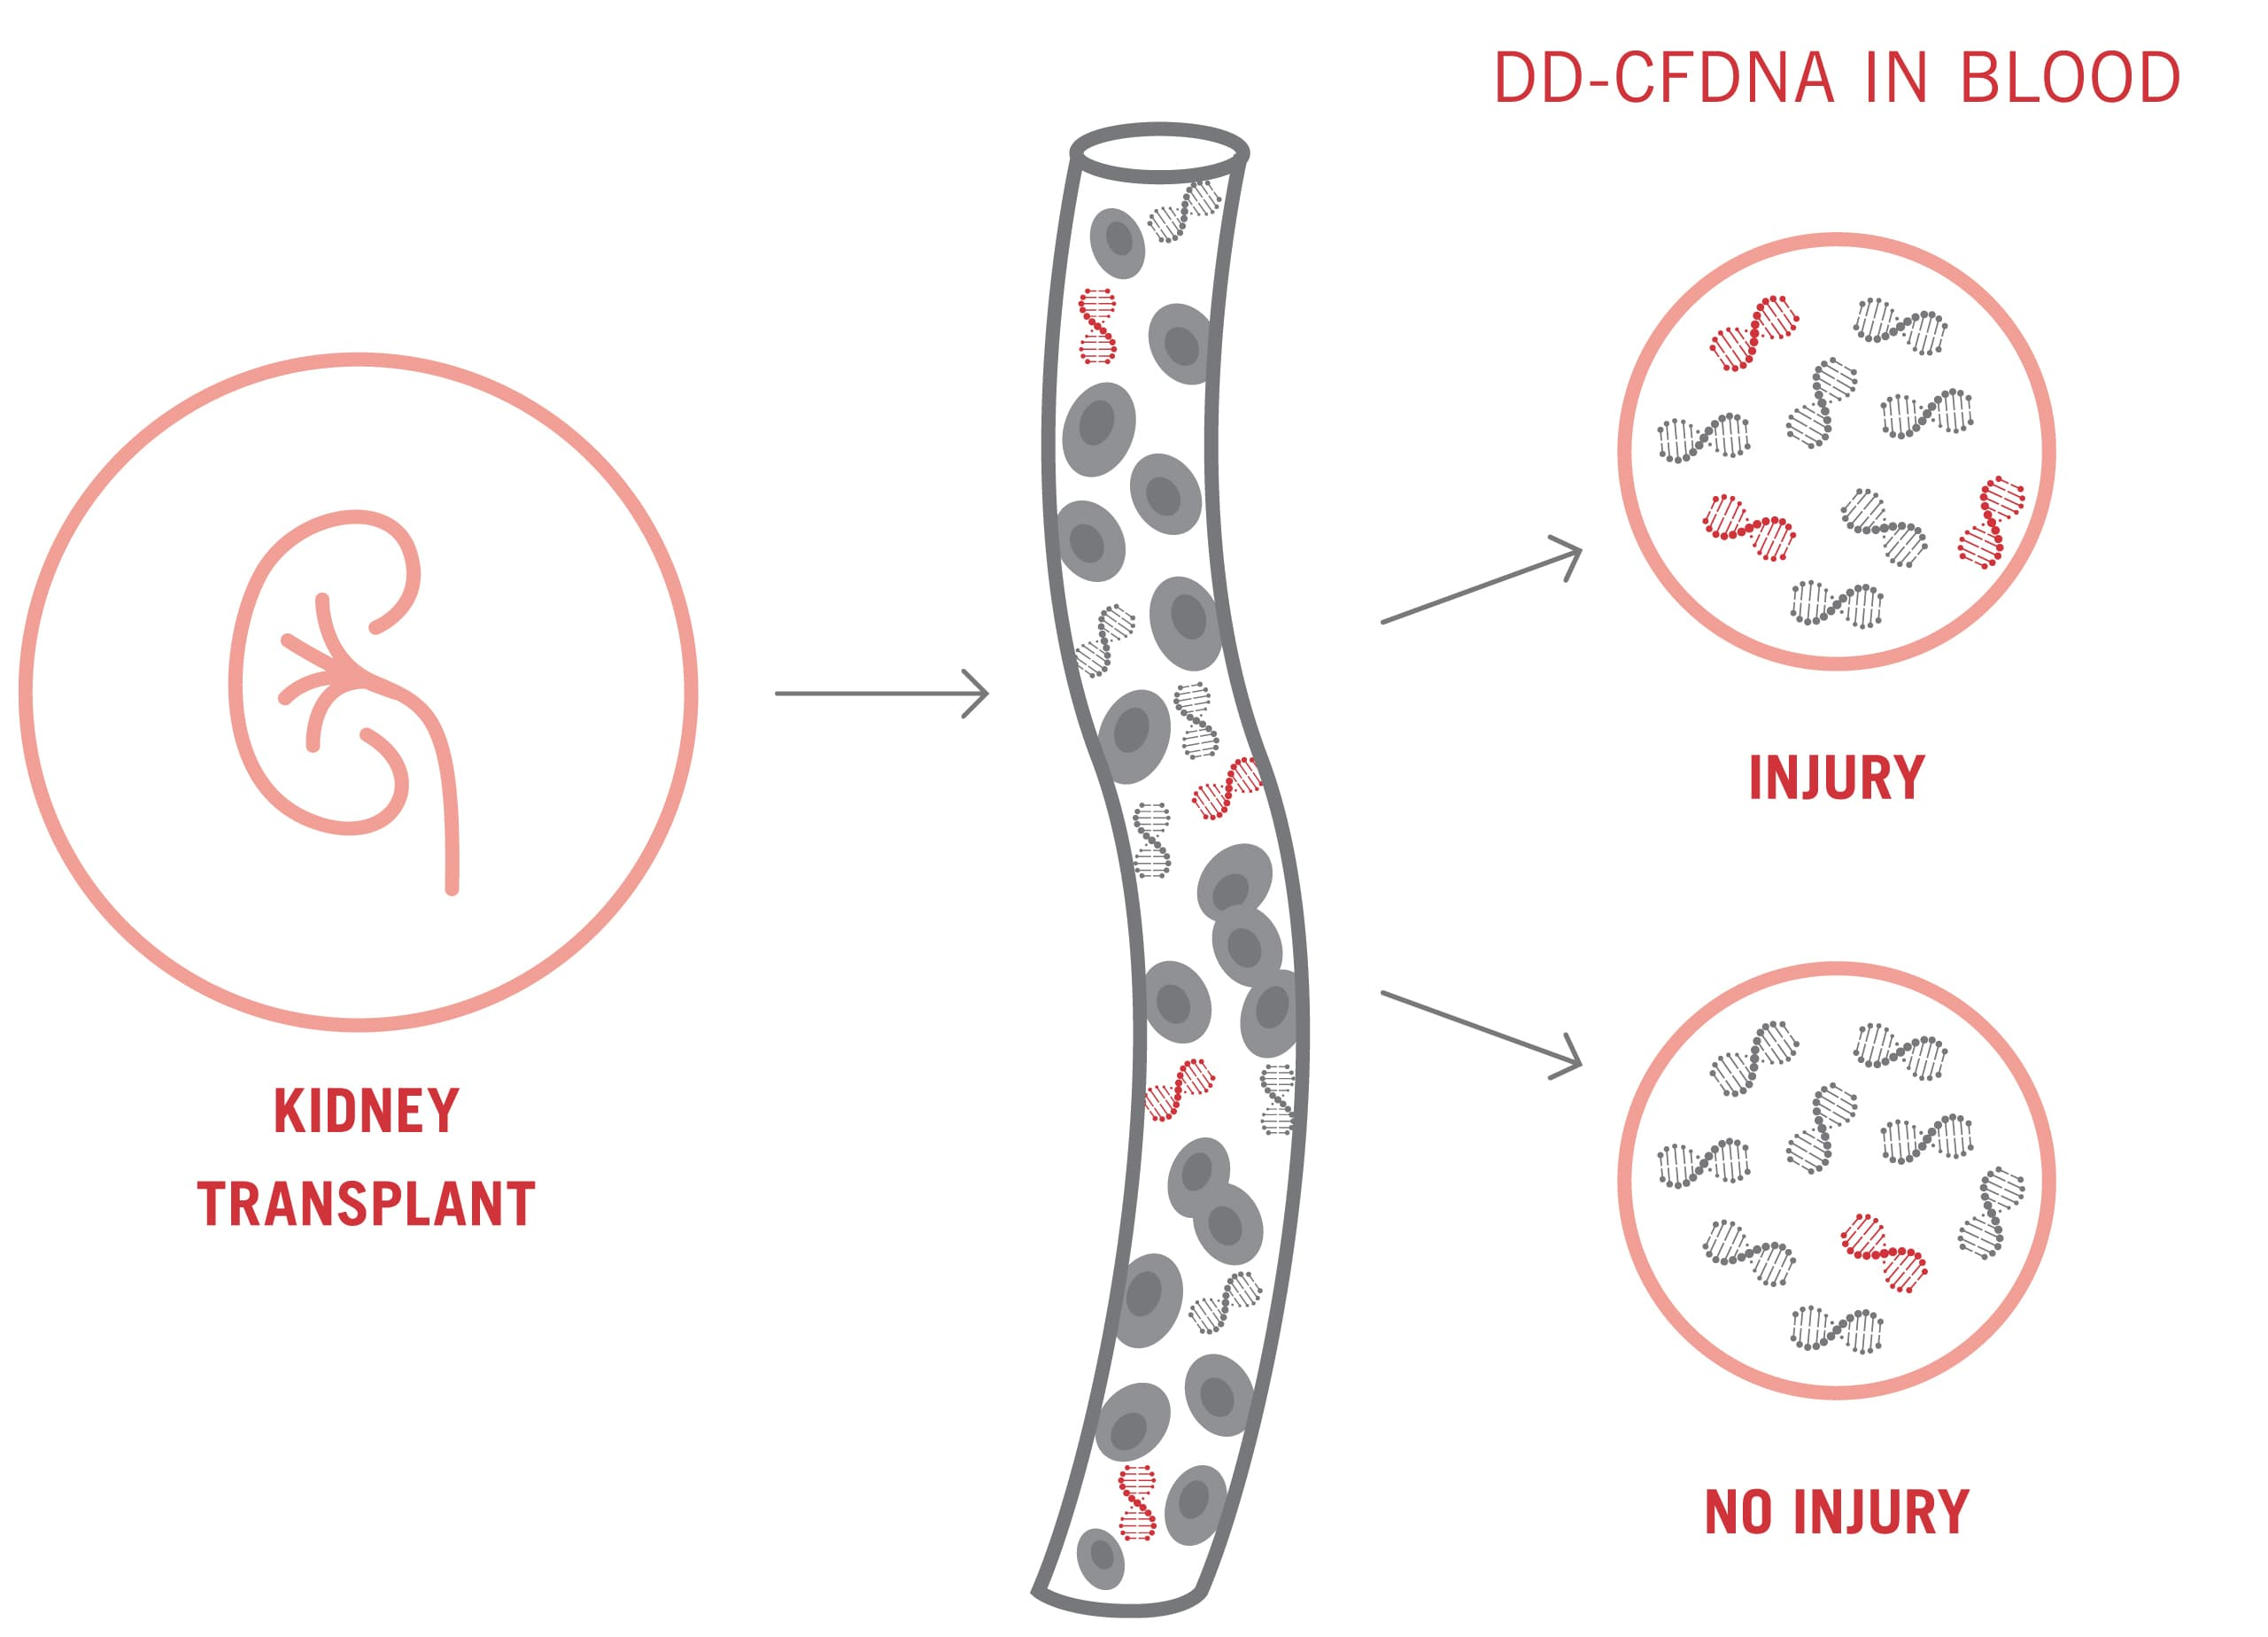 DD-CFDNA IN BLOOD
KIDNEY
TRANSPLANT
INJURY
NO INJURY